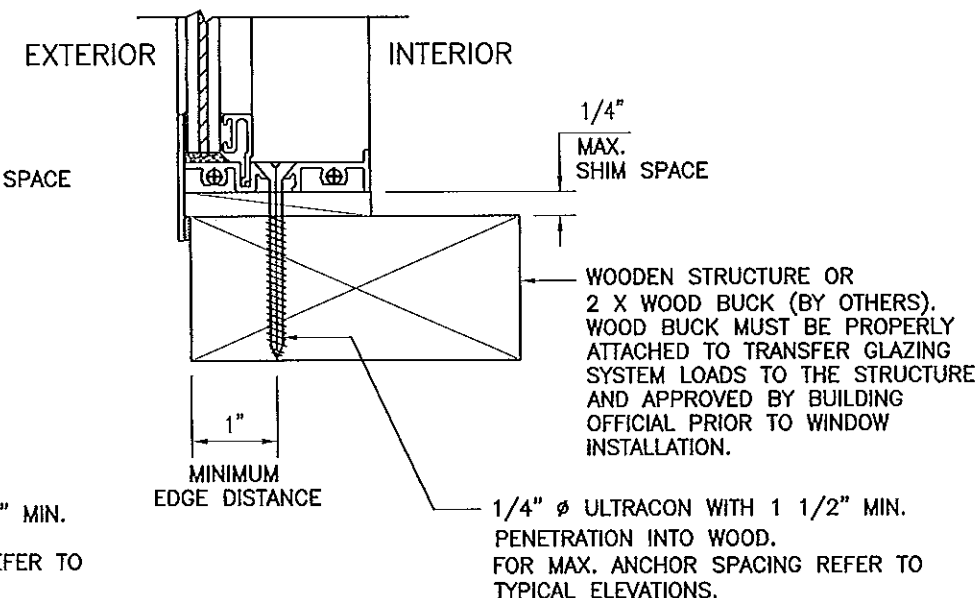 EXTERIOR
INTERIOR
1/4"
MAX.
SHIM SPACE
SPACE
WOODEN STRUCTURE OR
2 X WOOD BUCK (BY OTHERS).
WOOD BUCK MUST BE PROPERLY
ATTACHED TO TRANSFER GLAZING
SYSTEM LOADS TO THE STRUCTURE
AND APPROVED BY BUILDING
OFFICIAL PRIOR TO WINDOW
INSTALLATION.
1"
MINIMUM
EDGE DISTANCE
" MIN.
EFER TO
1/4" ø ULTRACON WITH 1 1/2" MIN.
PENETRATION INTO WOOD.
FOR MAX. ANCHOR SPACING REFER TO
TYPICAL ELEVATIONS.